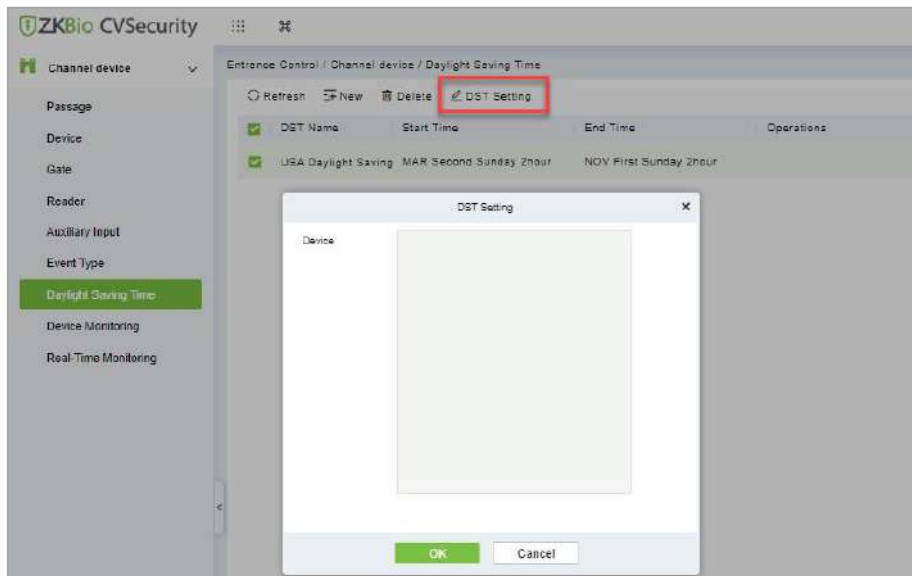 ZKBio CVSecurity
Channel device
Entrance Control / Channel device / Daylight Saving Time
Refresh New Delete DST Setting
Passage
Device
Gate
Reader
Auxiliary Input
Event Type
Daylight Saving Time
Device Monitoring
Real-Time Monitoring
DST Name Start Time End Time Operations
USA Daylight Saving MAR Second Sunday 2hour NOV First Sunday 2hour
DST Setting
Device
OK Cancel